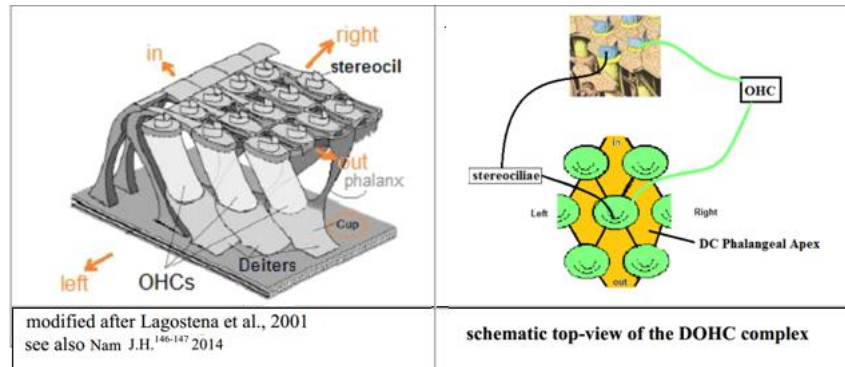 in
right
stereocil
out
phalanx
Cup
Deiters
OHCs
left
modified after Lagostena et al., 2001
see also Nam J.H.146-147 2014
OHC
in
stereociliae
Left
Right
DC Phalangeal Apex
out
schematic top-view of the DOHC complex